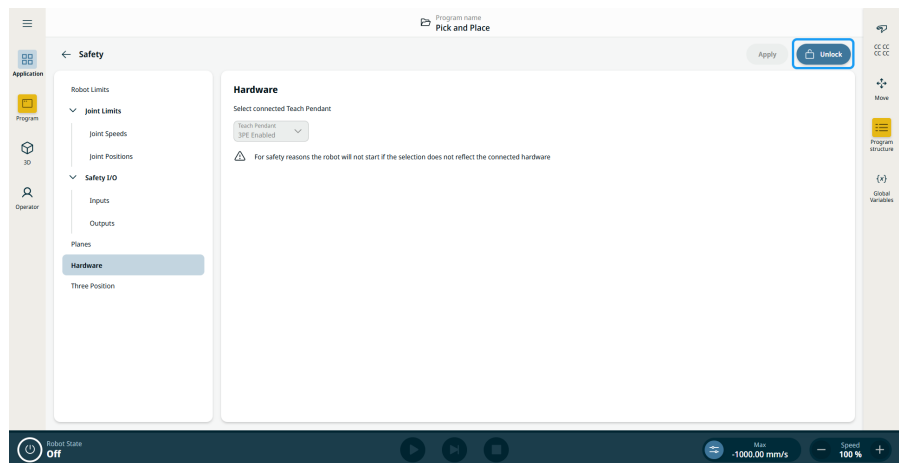 Program name
Pick and Place
Safety
Apply
Unlock
Application
Program
3D
Operator
Robot Limits
Joint Limits
Joint Speeds
Joint Positions
Safety I/O
Inputs
Outputs
Planes
Hardware
Three Position
Hardware
Select connected Teach Pendant
Teach Pendant
3PE Enabled
For safety reasons the robot will not start if the selection does not reflect the connected hardware
CC CC
CC CC
Move
Program
structure
{x}
Global
Variables
Robot State
Off
Max
-1000.00 mm/s
Speed
100 %